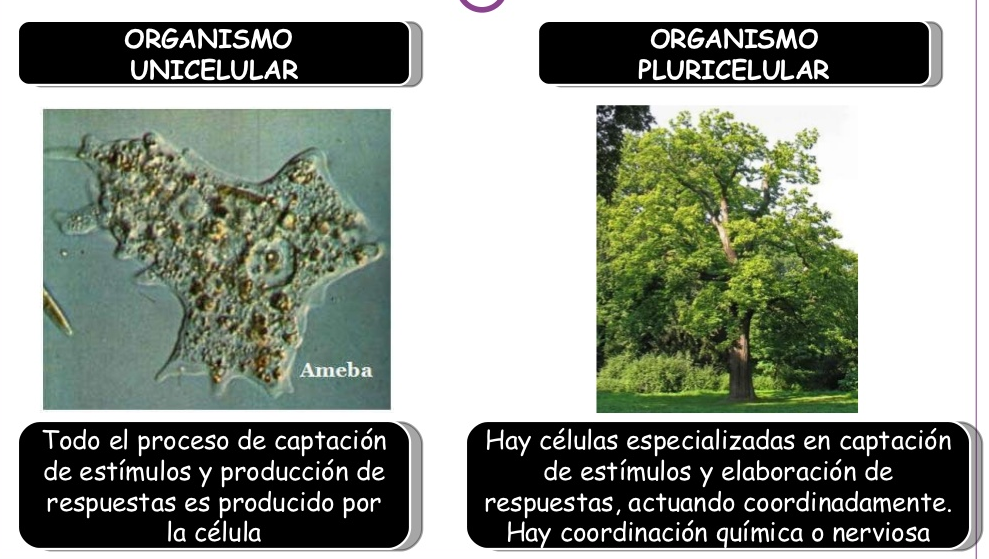 ORGANISMO
UNICELULAR
ORGANISMO
PLURICELULAR
Ameba
Todo el proceso de captación
de estímulos y producción de
respuestas es producido por
la célula
Hay células especializadas en captación
de estímulos y elaboración de
respuestas, actuando coordinadamente.
Hay coordinación química o nerviosa